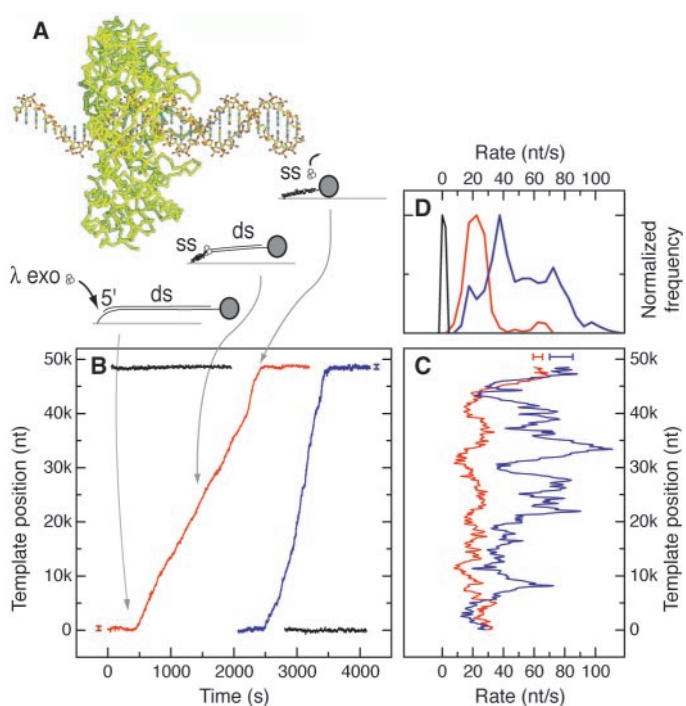 A
ss
Rate (nt/s)
0 20 40 60 80 100
D
Normalized
frequency
ss ds
λ exo 5' ds
50k
40k
30k
20k
10k
0
Template position (nt)
B
0 1000 2000 3000 4000
Time (s)
C
50k
40k
30k
20k
10k
0
Template position (nt)
0 20 40 60 80 100
Rate (nt/s)